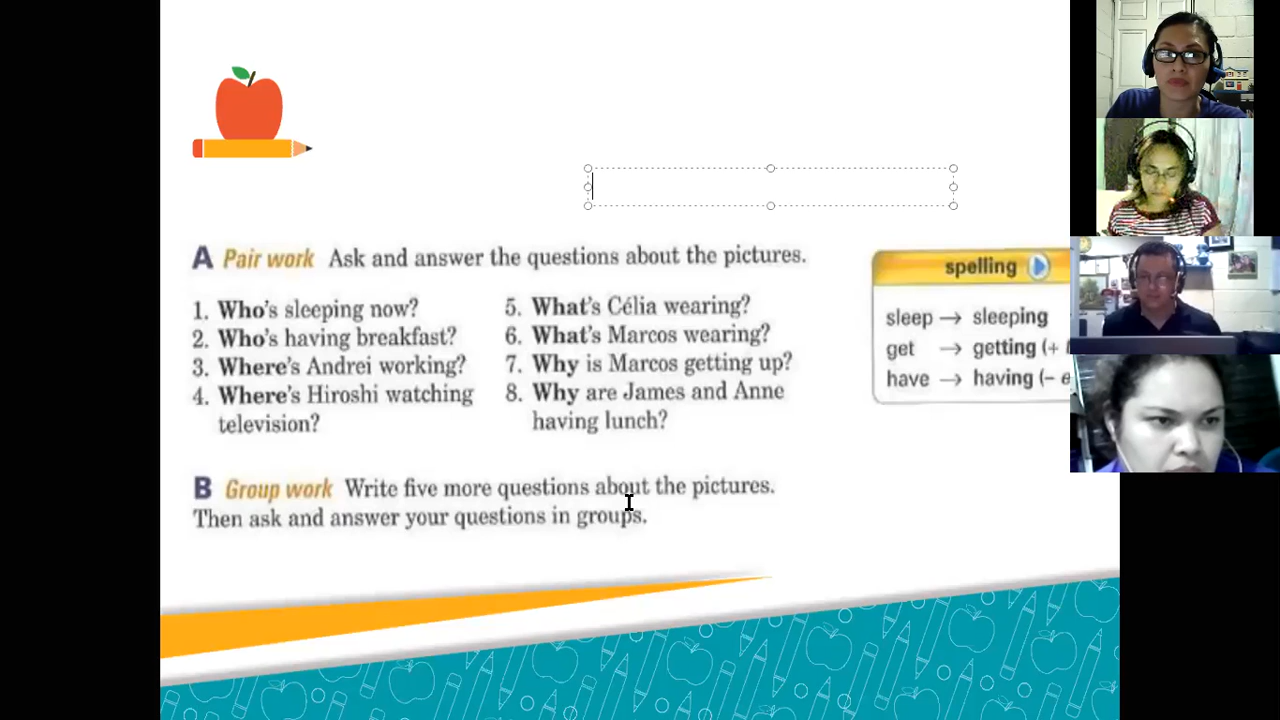 A Pair work Ask and answer the questions about the pictures.
1. Who's sleeping now?
2. Who's having breakfast?
3. Where's Andrei working?
4. Where's Hiroshi watching
television?
5. What's Célia wearing?
6. What's Marcos wearing?
7. Why is Marcos getting up?
8. Why are James and Anne
having lunch?
spelling
sleep → sleeping
get → getting (+
have → having (– e
B Group work Write five more questions about the pictures.
Then ask and answer your questions in groups.